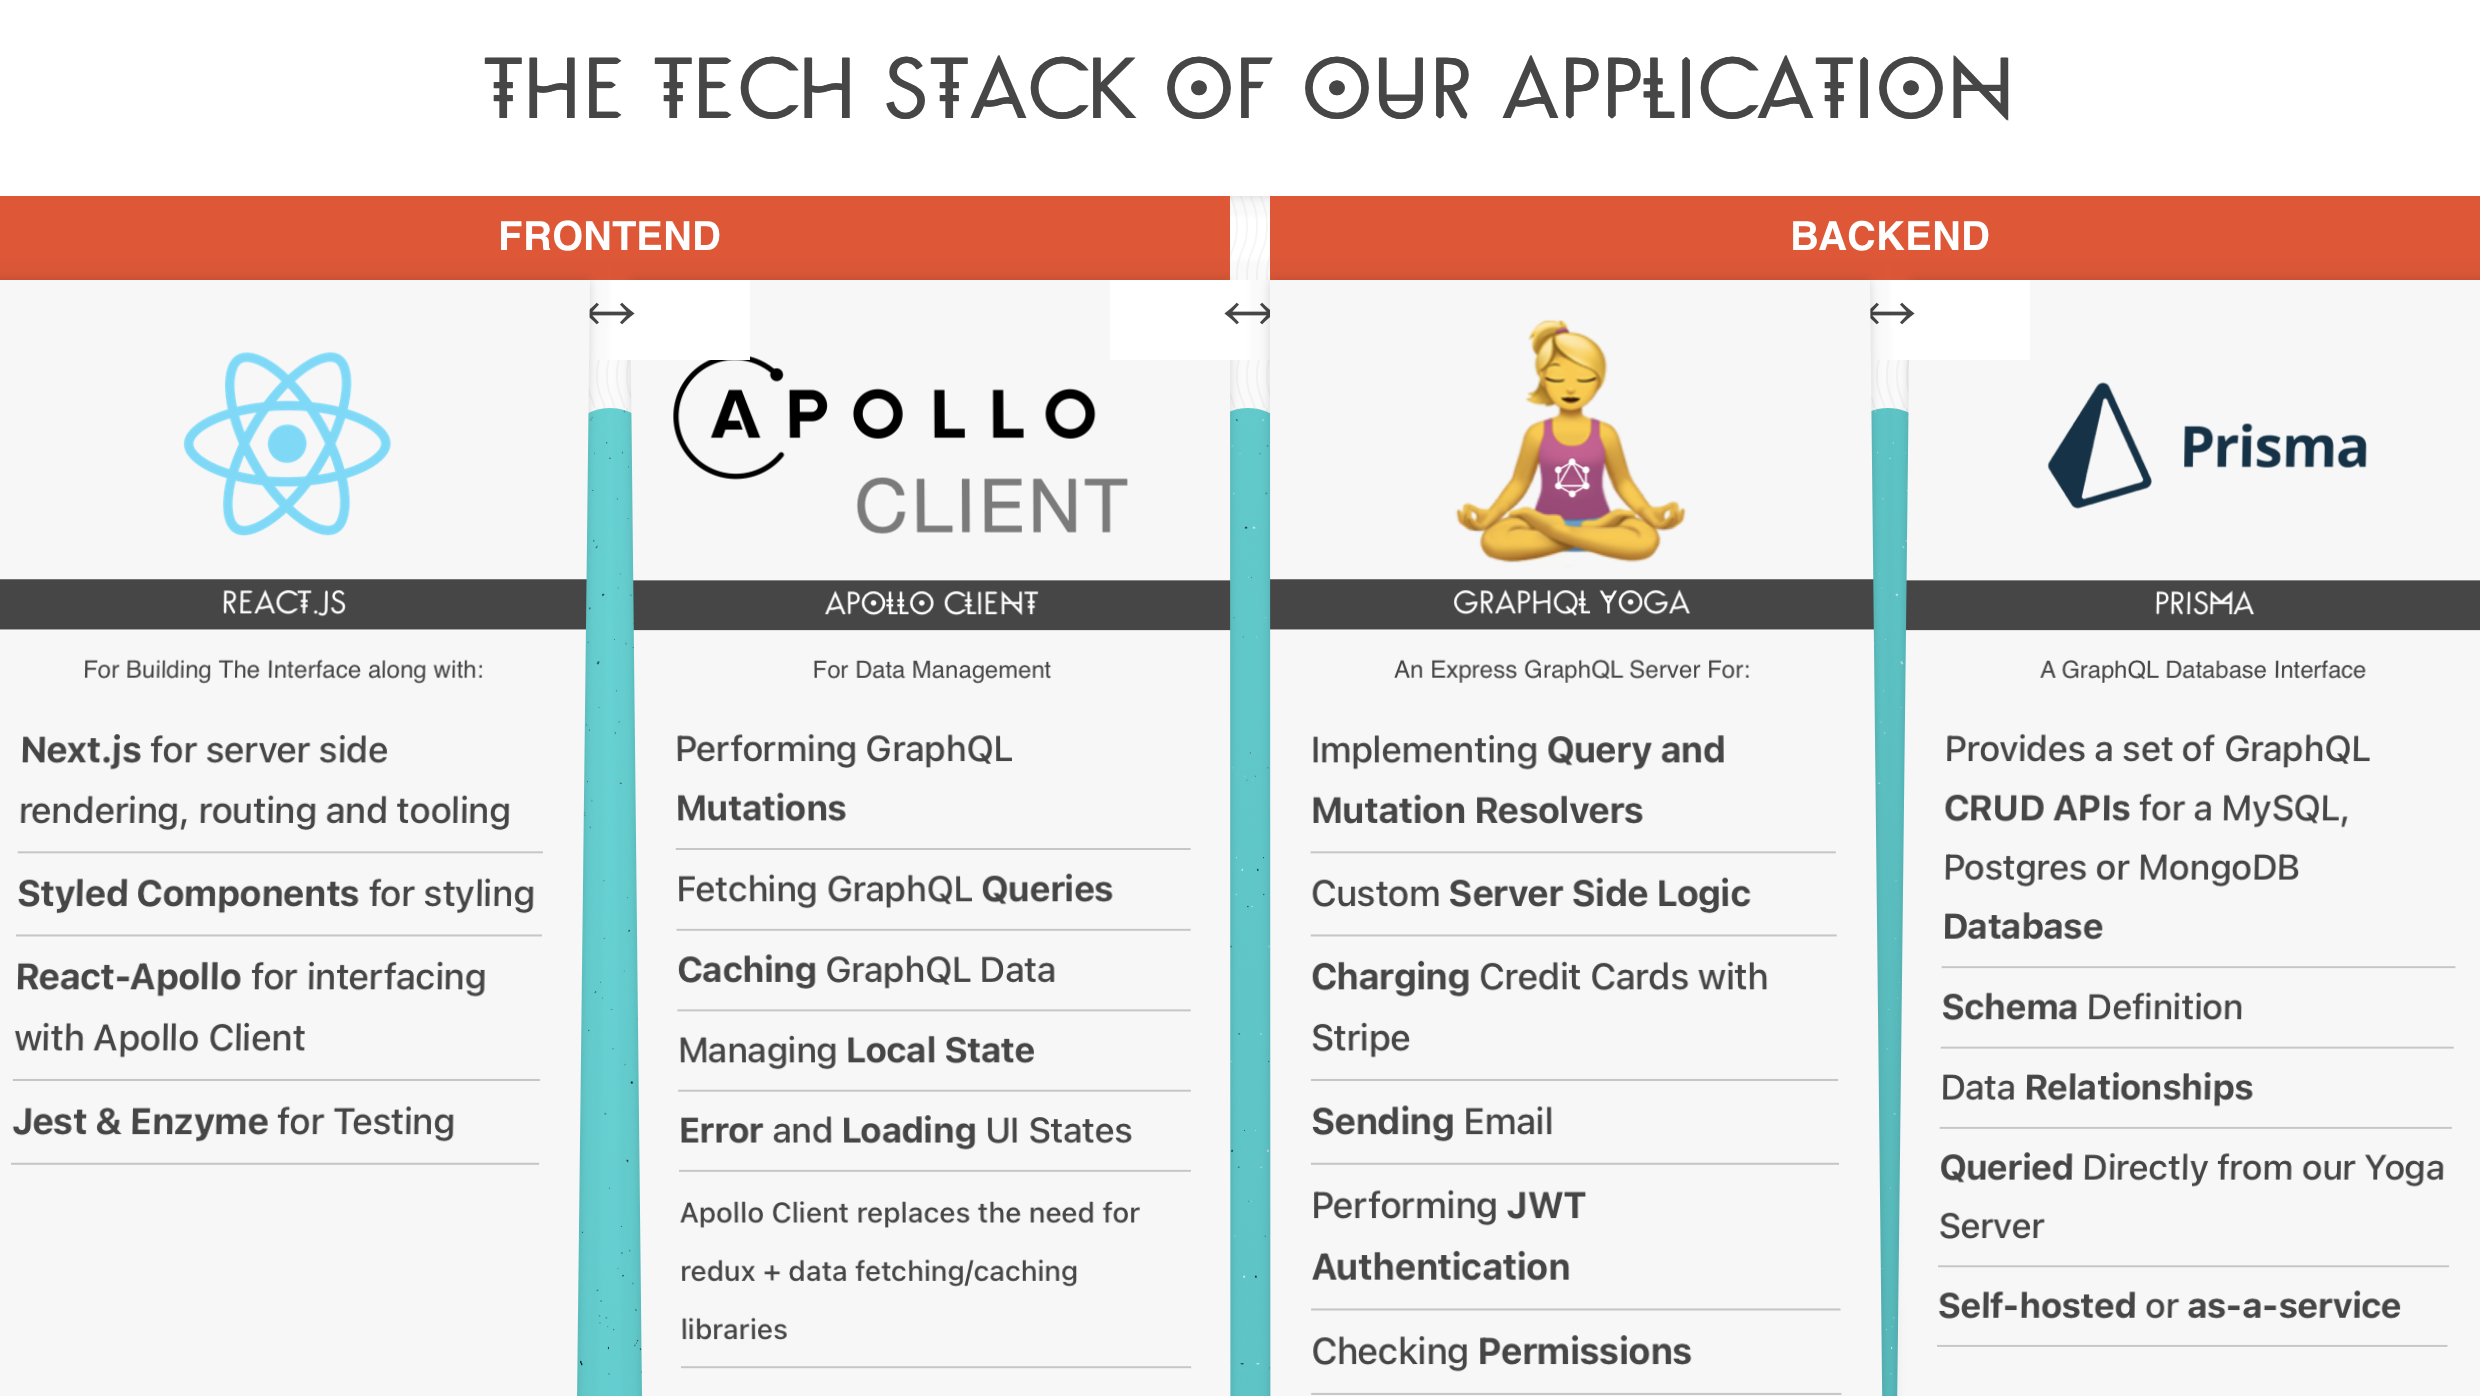 THE TECH STACK OF OUR APPLICATION
FRONTEND
BACKEND
↔
↔
↔
APOLLO
CLIENT
Prisma
REACT.JS
For Building The Interface along with:
Next.js for server side
rendering, routing and tooling
Styled Components for styling
React-Apollo for interfacing
with Apollo Client
Jest & Enzyme for Testing
APOLLO CLIENT
For Data Management
Performing GraphQL
Mutations
Fetching GraphQL Queries
Caching GraphQL Data
Managing Local State
Error and Loading UI States
Apollo Client replaces the need for
redux + data fetching/caching
libraries
GRAPHQL YOGA
An Express GraphQL Server For:
Implementing Query and
Mutation Resolvers
Custom Server Side Logic
Charging Credit Cards with
Stripe
Sending Email
Performing JWT
Authentication
Checking Permissions
PRISMA
A GraphQL Database Interface
Provides a set of GraphQL
CRUD APIs for a MySQL,
Postgres or MongoDB
Database
Schema Definition
Data Relationships
Queried Directly from our Yoga
Server
Self-hosted or as-a-service